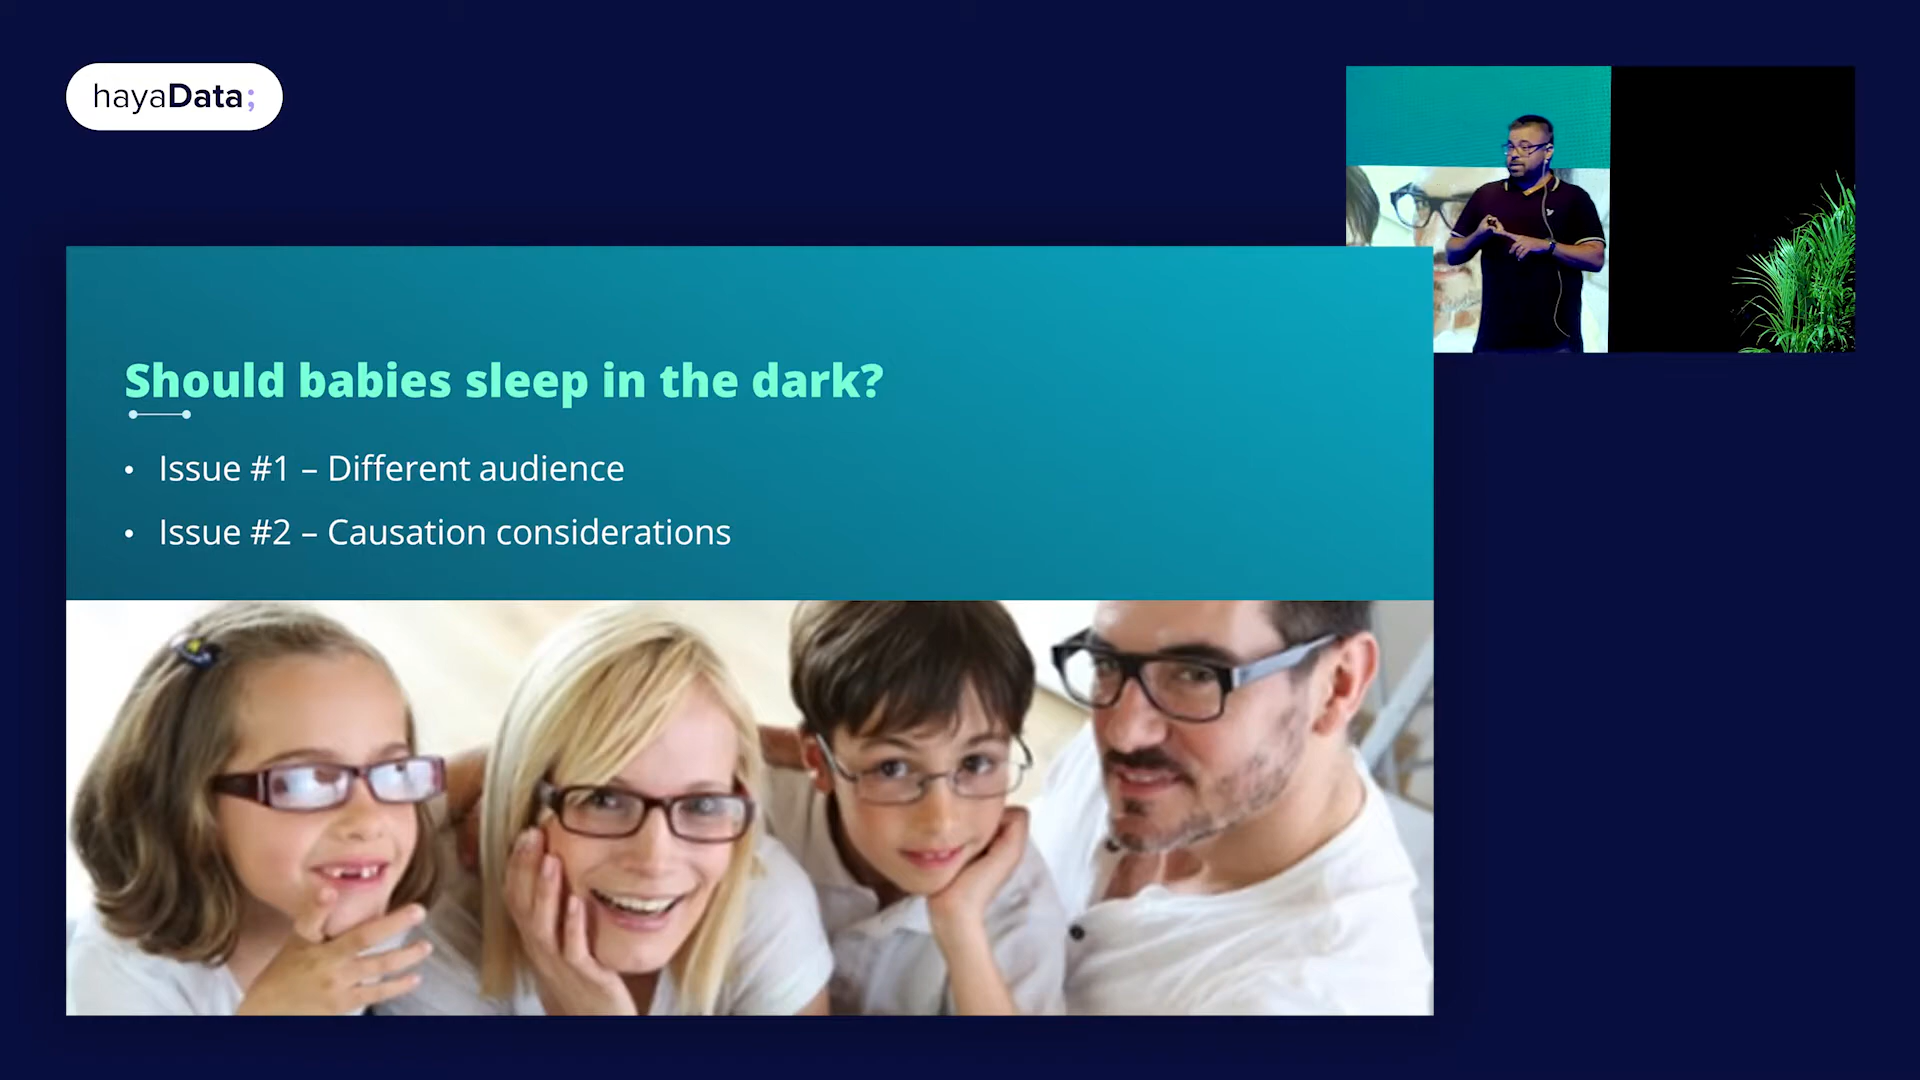 hayaData;
Should babies sleep in the dark?
• Issue #1 – Different audience
• Issue #2 – Causation considerations